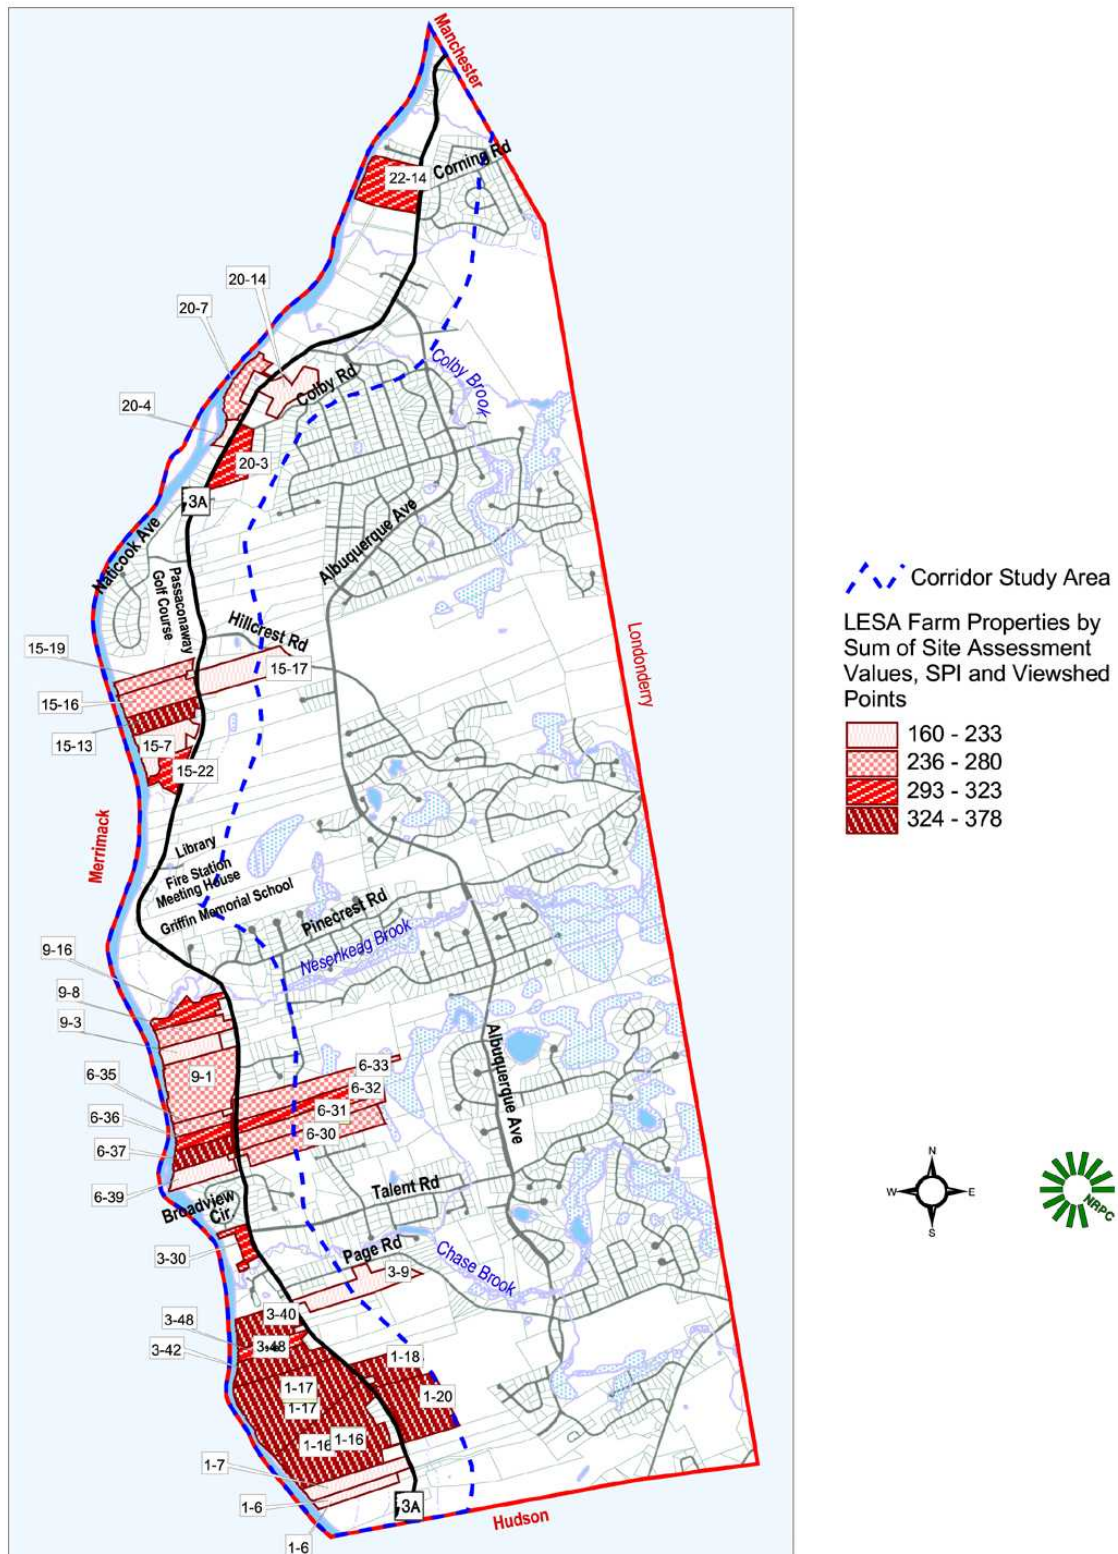 Manchester
Corning Rd
22-14
20-14
20-7
Colby Brook
Colby Rd
20-4
20-3
3A
Naticook Ave
Albuquerque Ave
Passaconaway
Golf Course
Hillcrest Rd
15-19
15-17
Londonderry
15-16
15-13
15-7
15-22
Merrimack
Library
Fire Station
Meeting House
Griffin Memorial School
Pinecrest Rd
Nesenkeag Brook
9-16
9-8
9-3
Albuquerque Ave
9-1
6-33
6-35
6-32
6-36
6-31
6-30
6-37
6-39
Talent Rd
Broadview
Cir
Page Rd
Chase Brook
3-30
3-9
3-40
3-48
3-48
3-42
1-18
1-17
1-20
1-17
1-16
1-16
1-7
1-6
3A
Hudson
1-6
Corridor Study Area
LESA Farm Properties by
Sum of Site Assessment
Values, SPI and Viewshed
Points
160 - 233
236 - 280
293 - 323
324 - 378
N
W
E
S
NRPC